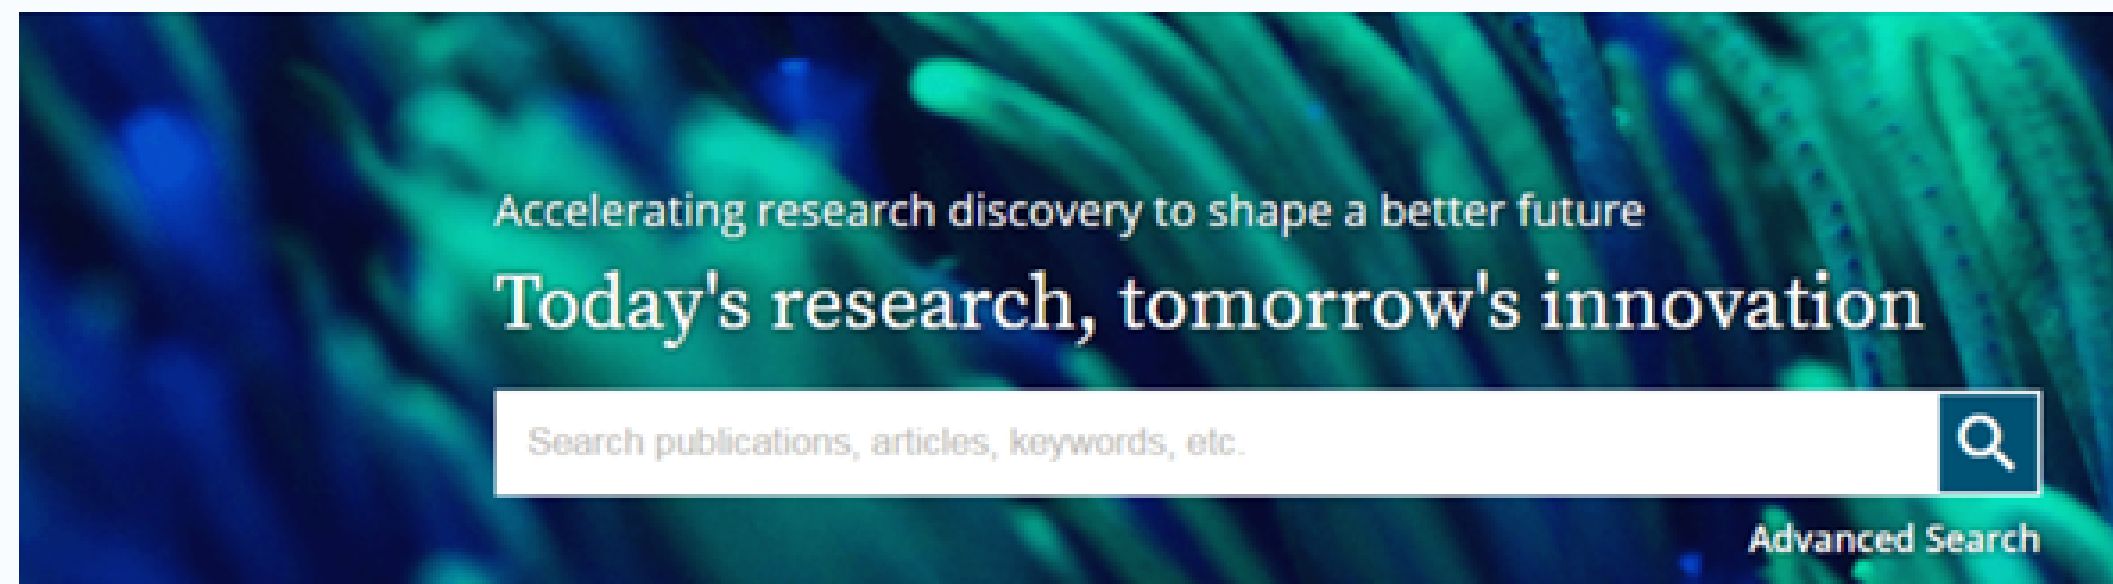 Accelerating research discovery to shape a better future
Today's research, tomorrow's innovation
Search publications, articles, keywords, etc.
Advanced Search